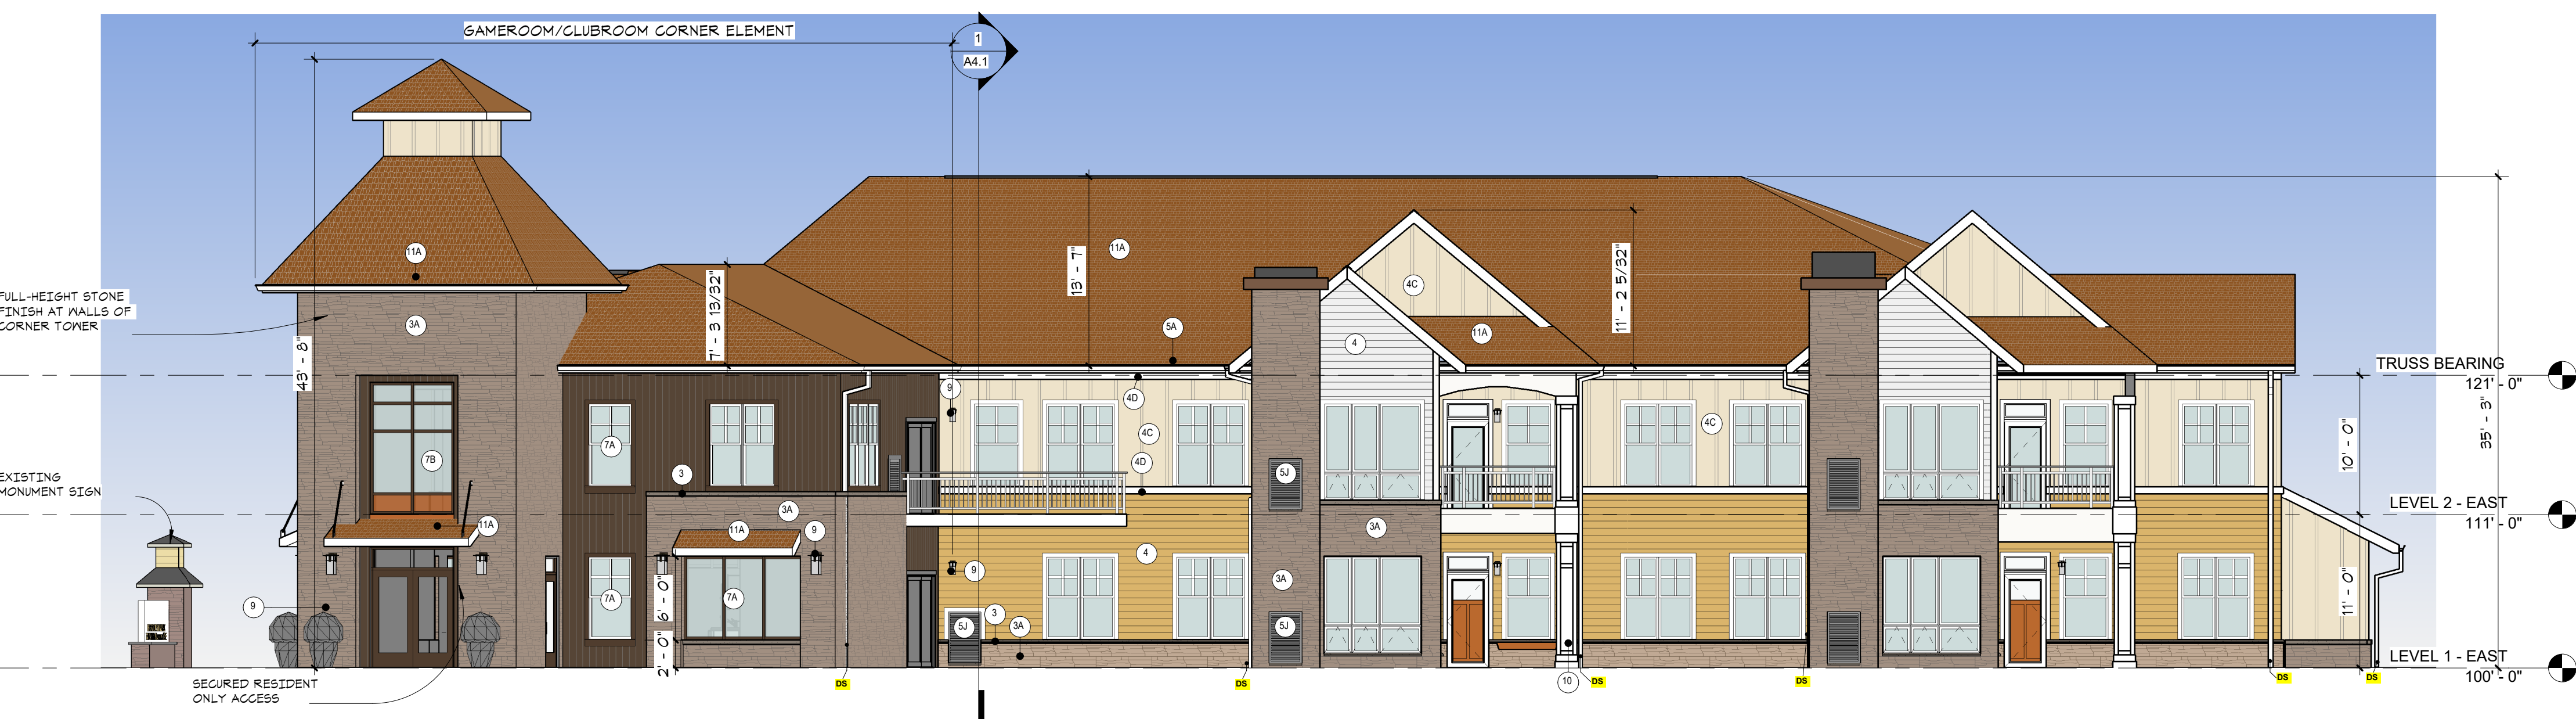 GAMEROOM/CLUBROOM CORNER ELEMENT
1
A4.1
11A
11A
13' - 7"
7' - 3 13/32"
11' - 2 5/32"
4C
FULL-HEIGHT STONE
FINISH AT WALLS OF
CORNER TOWER
3A
43' - 8"
5A
11A
4
TRUSS BEARING
121' - 0"
35' - 3"
9
4D
4C
4C
10' - 0"
7A
7B
4D
5J
3
EXISTING
MONUMENT SIGN
3A
11A
11A
9
3A
LEVEL 2 - EAST
111' - 0"
4
9
3A
11' - 0"
6' - 0"
7A
7A
9
3
3A
5J
5J
2' - 0"
LEVEL 1 - EAST
100' - 0"
SECURED RESIDENT
ONLY ACCESS
DS
DS
10
DS
DS
DS
DS